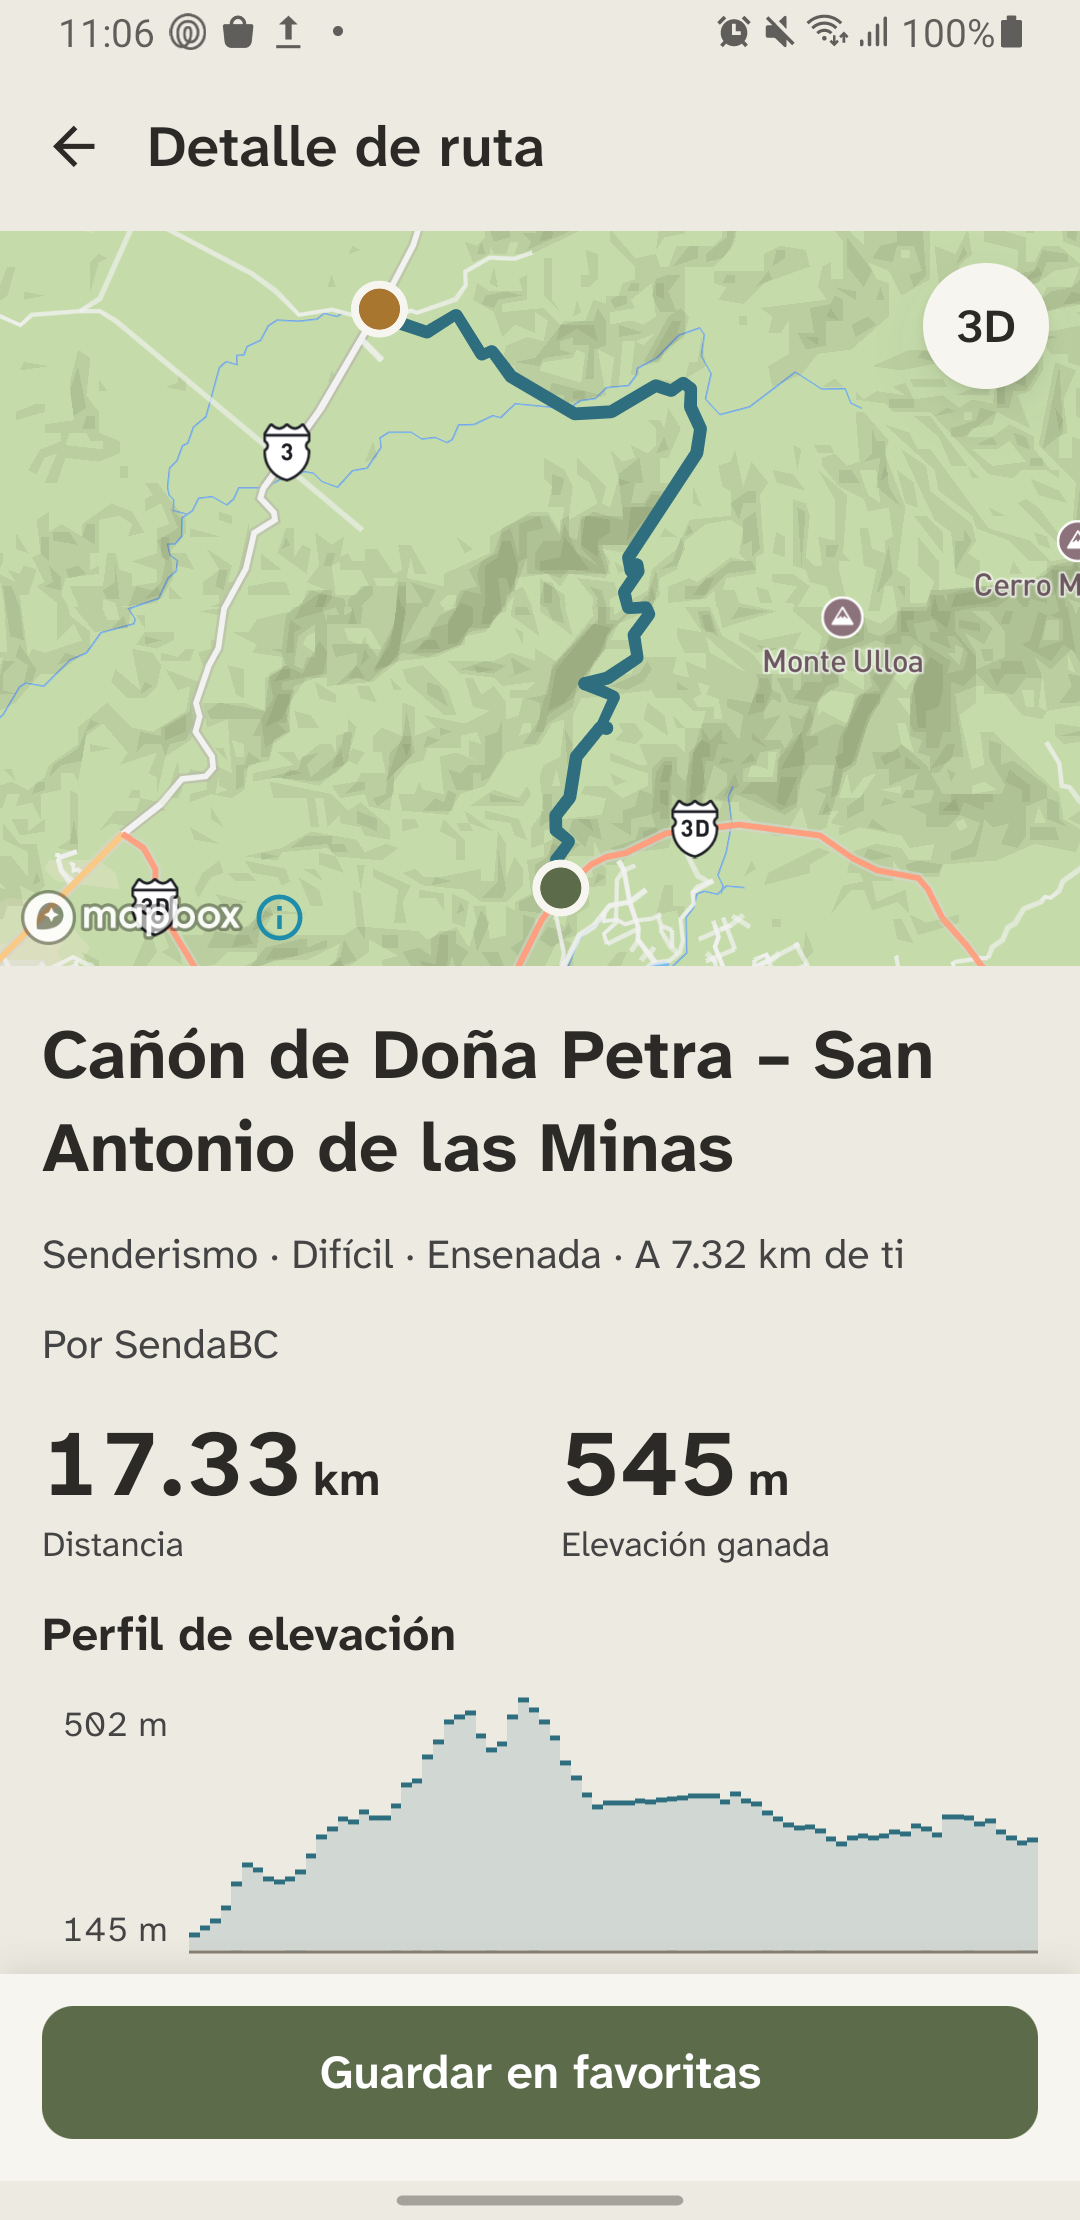 11:06
100%
Detalle de ruta
3D
3
Cerro M
Monte Ulloa
3D
3D
mapbox
Cañón de Doña Petra – San
Antonio de las Minas
Senderismo · Difícil · Ensenada · A 7.32 km de ti
Por SendaBC
17.33 km
545 m
Distancia
Elevación ganada
Perfil de elevación
502 m
145 m
Guardar en favoritas